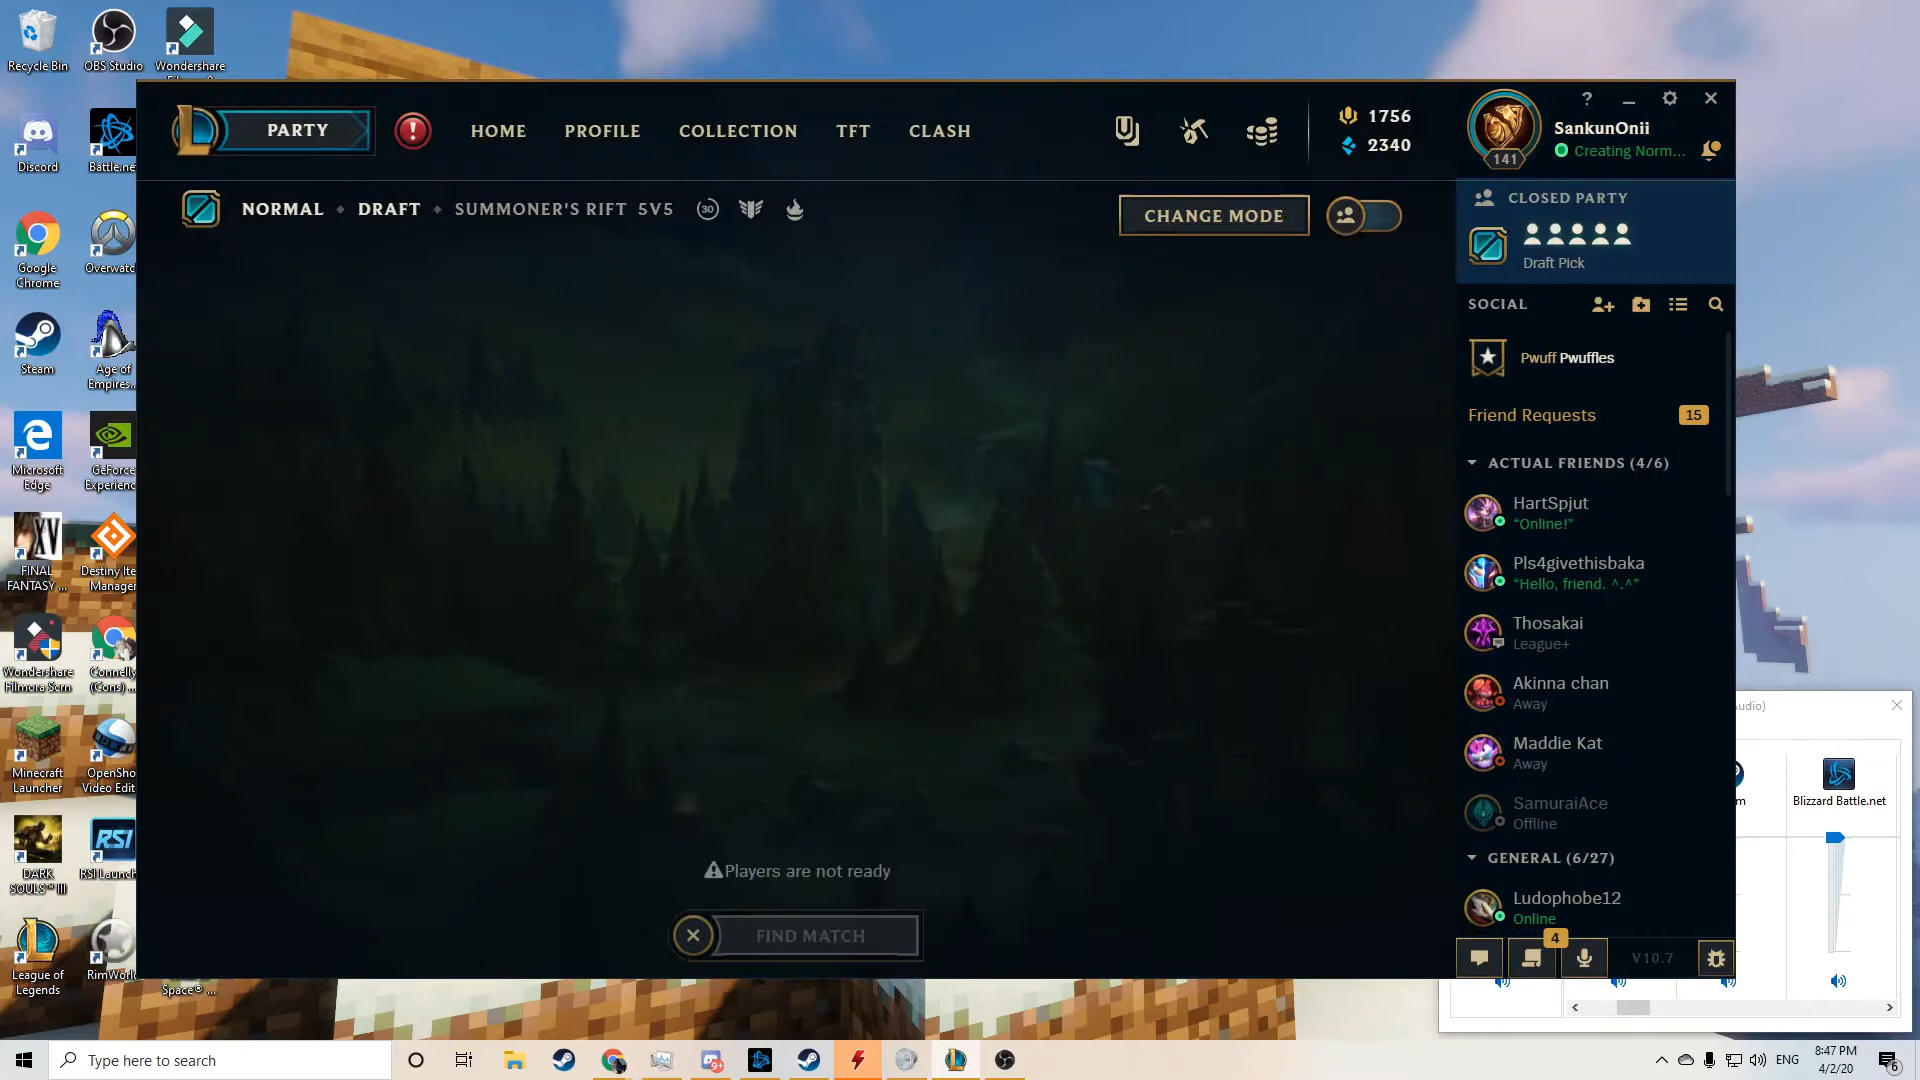 Recycle Bin
OBS Studio
Wondershare
Discord
Battle.net
Google
Chrome
Overwatc
Steam
Age of
Empires...
Microsoft
Edge
GeForce
Experienc
FINAL
FANTASY ...
Destiny Ite
Manager
Wondershare
Filmora Scrn
Connelly
(Cons) ...
Minecraft
Launcher
OpenSho
Video Edit
DARK
SOULS™ III
RSI Launch
League of
Legends
RimWorld
Space® ...
PARTY
HOME
PROFILE
COLLECTION
TFT
CLASH
1756
2340
141
SankunOnii
Creating Norm...
NORMAL
DRAFT
SUMMONER'S RIFT 5V5
30
CHANGE MODE
CLOSED PARTY
Draft Pick
SOCIAL
Pwuff Pwuffles
Friend Requests
15
ACTUAL FRIENDS (4/6)
HartSpjut
“Online!”
Pls4givethisbaka
“Hello, friend. ^.^”
Thosakai
League+
Akinna chan
Away
Maddie Kat
Away
SamuraiAce
Offline
GENERAL (6/27)
Ludophobe12
Online
4
V10.7
Players are not ready
FIND MATCH
udio)
m
Blizzard Battle.net
Type here to search
9+
ENG
8:47 PM
4/2/20
6